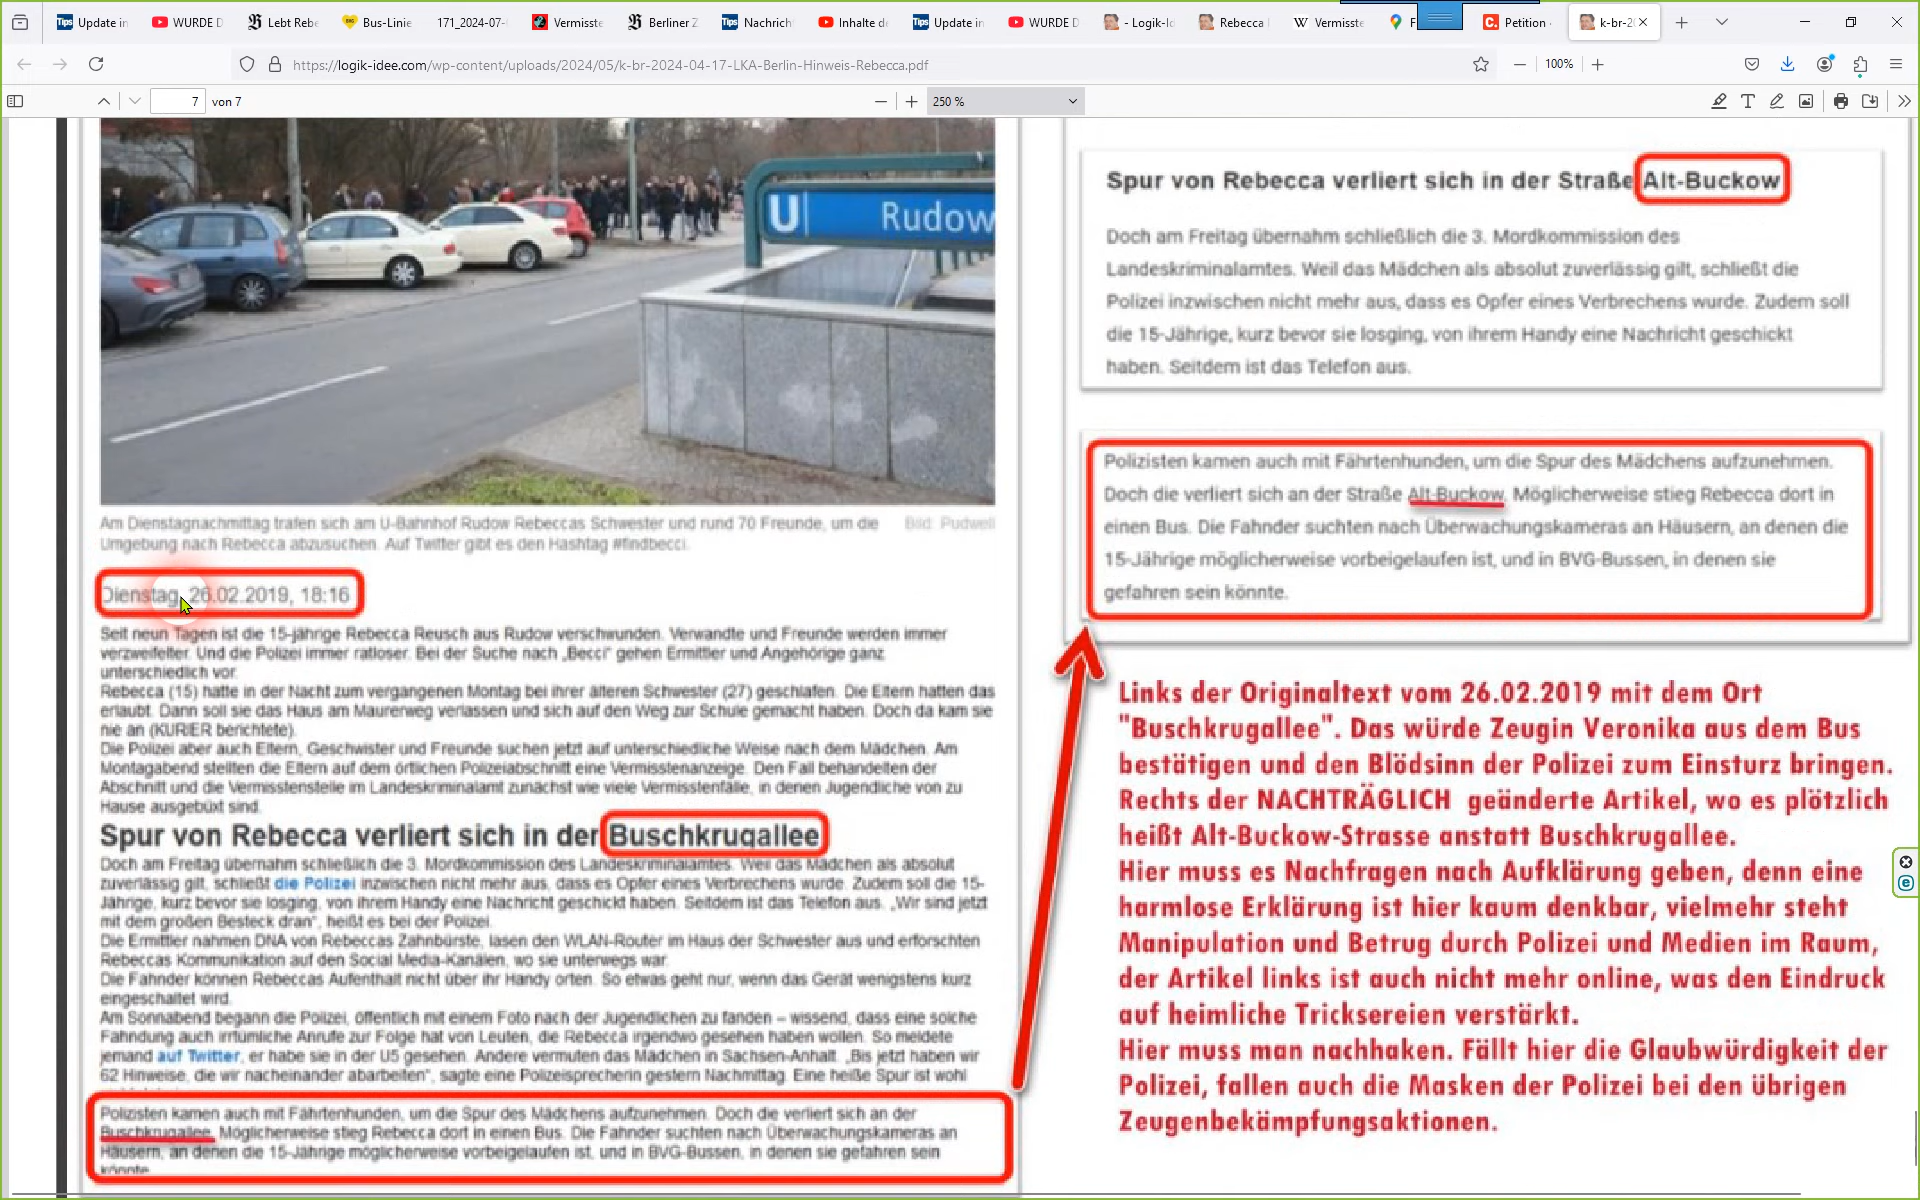 Update in
WURDE D
Lebt Rebe
Bus-Linie
171_2024-07-
Vermisste
Berliner Z
Nachricht
Inhalte de
Update in
WURDE D
- Logik-Id
Rebecca
Vermisste
F
Petition
k-br-20
https://logik-idee.com/wp-content/uploads/2024/05/k-br-2024-04-17-LKA-Berlin-Hinweis-Rebecca.pdf
100%
7 von 7
250 %
U Rudow
Am Dienstagnachmittag trafen sich am U-Bahnhof Rudow Rebeccas Schwester und rund 70 Freunde, um die
Bild: Pudwell
Umgebung nach Rebecca abzusuchen. Auf Twitter gibt es den Hashtag #findbecci.
Dienstag, 26.02.2019, 18:16
Seit neun Tagen ist die 15-jährige Rebecca Reusch aus Rudow verschwunden. Verwandte und Freunde werden immer
verzweifelter. Und die Polizei immer ratloser. Bei der Suche nach „Becci“ gehen Ermittler und Angehörige ganz
unterschiedlich vor.
Rebecca (15) hatte in der Nacht zum vergangenen Montag bei ihrer älteren Schwester (27) geschlafen. Die Eltern hatten das
erlaubt. Dann soll sie das Haus am Maurerweg verlassen und sich auf den Weg zur Schule gemacht haben. Doch da kam sie
nie an (KURIER berichtete).
Die Polizei aber auch Eltern, Geschwister und Freunde suchen jetzt auf unterschiedliche Weise nach dem Mädchen. Am
Montagabend stellten die Eltern auf dem örtlichen Polizeiabschnitt eine Vermisstenanzeige. Den Fall behandelten der
Abschnitt und die Vermisstenstelle im Landeskriminalamt zunächst wie viele Vermisstenfälle, in denen Jugendliche von zu
Hause ausgebüxt sind.
Spur von Rebecca verliert sich in der Buschkrugallee
Doch am Freitag übernahm schließlich die 3. Mordkommission des Landeskriminalamtes. Weil das Mädchen als absolut
zuverlässig gilt, schließt die Polizei inzwischen nicht mehr aus, dass es Opfer eines Verbrechens wurde. Zudem soll die 15-
Jährige, kurz bevor sie losging, von ihrem Handy eine Nachricht geschickt haben. Seitdem ist das Telefon aus. „Wir sind jetzt
mit dem großen Besteck dran“, heißt es bei der Polizei.
Die Ermittler nahmen DNA von Rebeccas Zahnbürste, lasen den WLAN-Router im Haus der Schwester aus und erforschten
Rebeccas Kommunikation auf den Social Media-Kanälen, wo sie unterwegs war.
Die Fahnder können Rebeccas Aufenthalt nicht über ihr Handy orten. So etwas geht nur, wenn das Gerät wenigstens kurz
eingeschaltet wird.
Am Sonnabend begann die Polizei, öffentlich mit einem Foto nach der Jugendlichen zu fanden – wissend, dass eine solche
Fahndung auch irrtümliche Anrufe zur Folge hat von Leuten, die Rebecca irgendwo gesehen haben wollen. So meldete
jemand auf Twitter, er habe sie in der U5 gesehen. Andere vermuten das Mädchen in Sachsen-Anhalt. „Bis jetzt haben wir
62 Hinweise, die wir nacheinander abarbeiten“, sagte eine Polizeisprecherin gestern Nachmittag. Eine heiße Spur ist wohl
Polizisten kamen auch mit Fährtenhunden, um die Spur des Mädchens aufzunehmen. Doch die verliert sich an der
Buschkrugallee. Möglicherweise stieg Rebecca dort in einen Bus. Die Fahnder suchten nach Überwachungskameras an
Häusern, an denen die 15-Jährige möglicherweise vorbeigelaufen ist, und in BVG-Bussen, in denen sie gefahren sein
könnte.
Spur von Rebecca verliert sich in der Straße Alt-Buckow
Doch am Freitag übernahm schließlich die 3. Mordkommission des
Landeskriminalamtes. Weil das Mädchen als absolut zuverlässig gilt, schließt die
Polizei inzwischen nicht mehr aus, dass es Opfer eines Verbrechens wurde. Zudem soll
die 15-Jährige, kurz bevor sie losging, von ihrem Handy eine Nachricht geschickt
haben. Seitdem ist das Telefon aus.
Polizisten kamen auch mit Fährtenhunden, um die Spur des Mädchens aufzunehmen.
Doch die verliert sich an der Straße Alt-Buckow. Möglicherweise stieg Rebecca dort in
einen Bus. Die Fahnder suchten nach Überwachungskameras an Häusern, an denen die
15-Jährige möglicherweise vorbeigelaufen ist, und in BVG-Bussen, in denen sie
gefahren sein könnte.
Links der Originaltext vom 26.02.2019 mit dem Ort
"Buschkrugallee". Das würde Zeugin Veronika aus dem Bus
bestätigen und den Blödsinn der Polizei zum Einsturz bringen.
Rechts der NACHTRÄGLICH geänderte Artikel, wo es plötzlich
heißt Alt-Buckow-Strasse anstatt Buschkrugallee.
Hier muss es Nachfragen nach Aufklärung geben, denn eine
harmlose Erklärung ist hier kaum denkbar, vielmehr steht
Manipulation und Betrug durch Polizei und Medien im Raum,
der Artikel links ist auch nicht mehr online, was den Eindruck
auf heimliche Tricksereien verstärkt.
Hier muss man nachhaken. Fällt hier die Glaubwürdigkeit der
Polizei, fallen auch die Masken der Polizei bei den übrigen
Zeugenbekämpfungsaktionen.